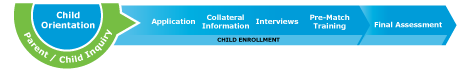 Child
Orientation
Parent / Child Inquiry
Application
Collateral
Information
Interviews
Pre-Match
Training
Final Assessment
CHILD ENROLLMENT